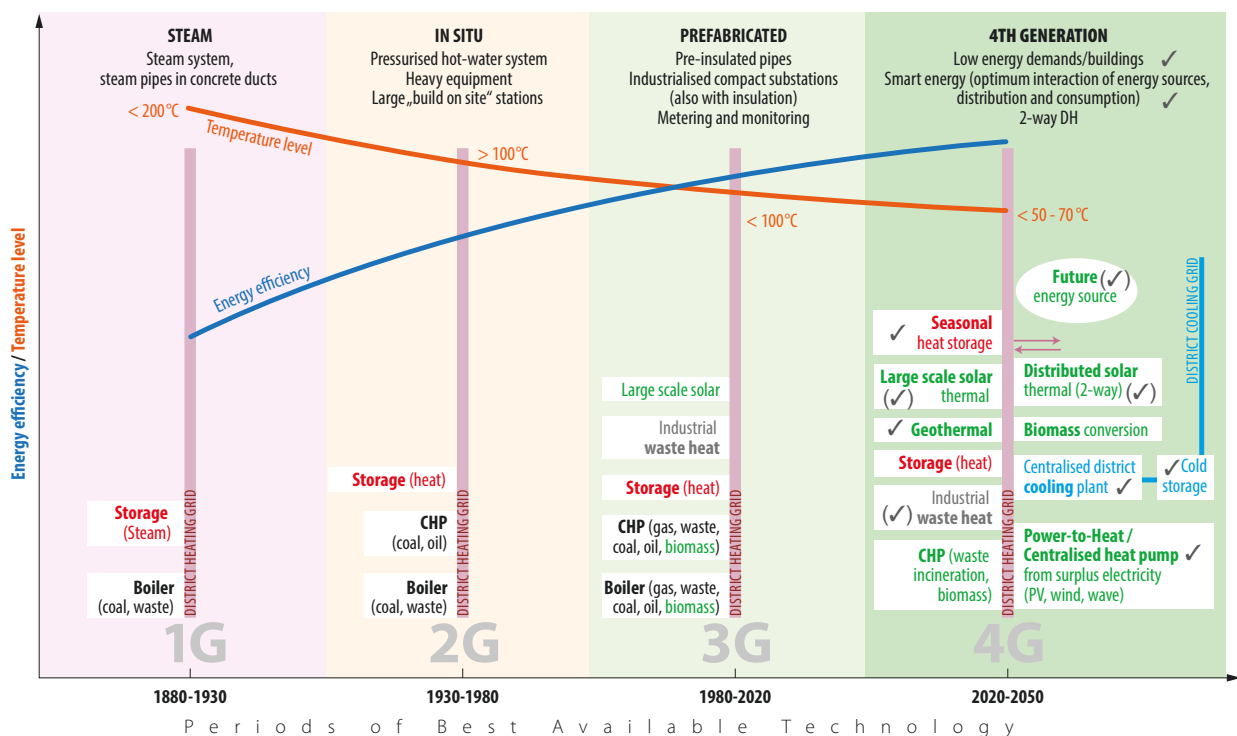 STEAM
Steam system,
steam pipes in concrete ducts
IN SITU
Pressurised hot-water system
Heavy equipment
Large „build on site“ stations
PREFABRICATED
Pre-insulated pipes
Industrialised compact substations
(also with insulation)
Metering and monitoring
4TH GENERATION
Low energy demands/buildings ✓
Smart energy (optimum interaction of energy sources,
distribution and consumption) ✓
2-way DH
Energy efficiency / Temperature level
< 200 °C
Temperature level
> 100 °C
< 100 °C
< 50 - 70 °C
Energy efficiency
Storage
(Steam)
Boiler
(coal, waste)
DISTRICT HEATING GRID
1G
Storage (heat)
CHP
(coal, oil)
Boiler
(coal, waste)
DISTRICT HEATING GRID
2G
Large scale solar
Industrial
waste heat
Storage (heat)
CHP (gas, waste,
coal, oil, biomass)
Boiler (gas, waste,
coal, oil, biomass)
DISTRICT HEATING GRID
3G
✓ Seasonal
heat storage
Large scale solar
(✓) thermal
✓ Geothermal
Storage (heat)
Industrial
(✓) waste heat
CHP (waste
incineration,
biomass)
DISTRICT HEATING GRID
Future (✓)
energy source
Distributed solar
thermal (2-way) (✓)
Biomass conversion
Centralised district
cooling plant ✓
✓ Cold
storage
Power-to-Heat /
Centralised heat pump ✓
from surplus electricity
(PV, wind, wave)
DISTRICT COOLING GRID
4G
1880-1930
1930-1980
1980-2020
2020-2050
Periods of Best Available Technology